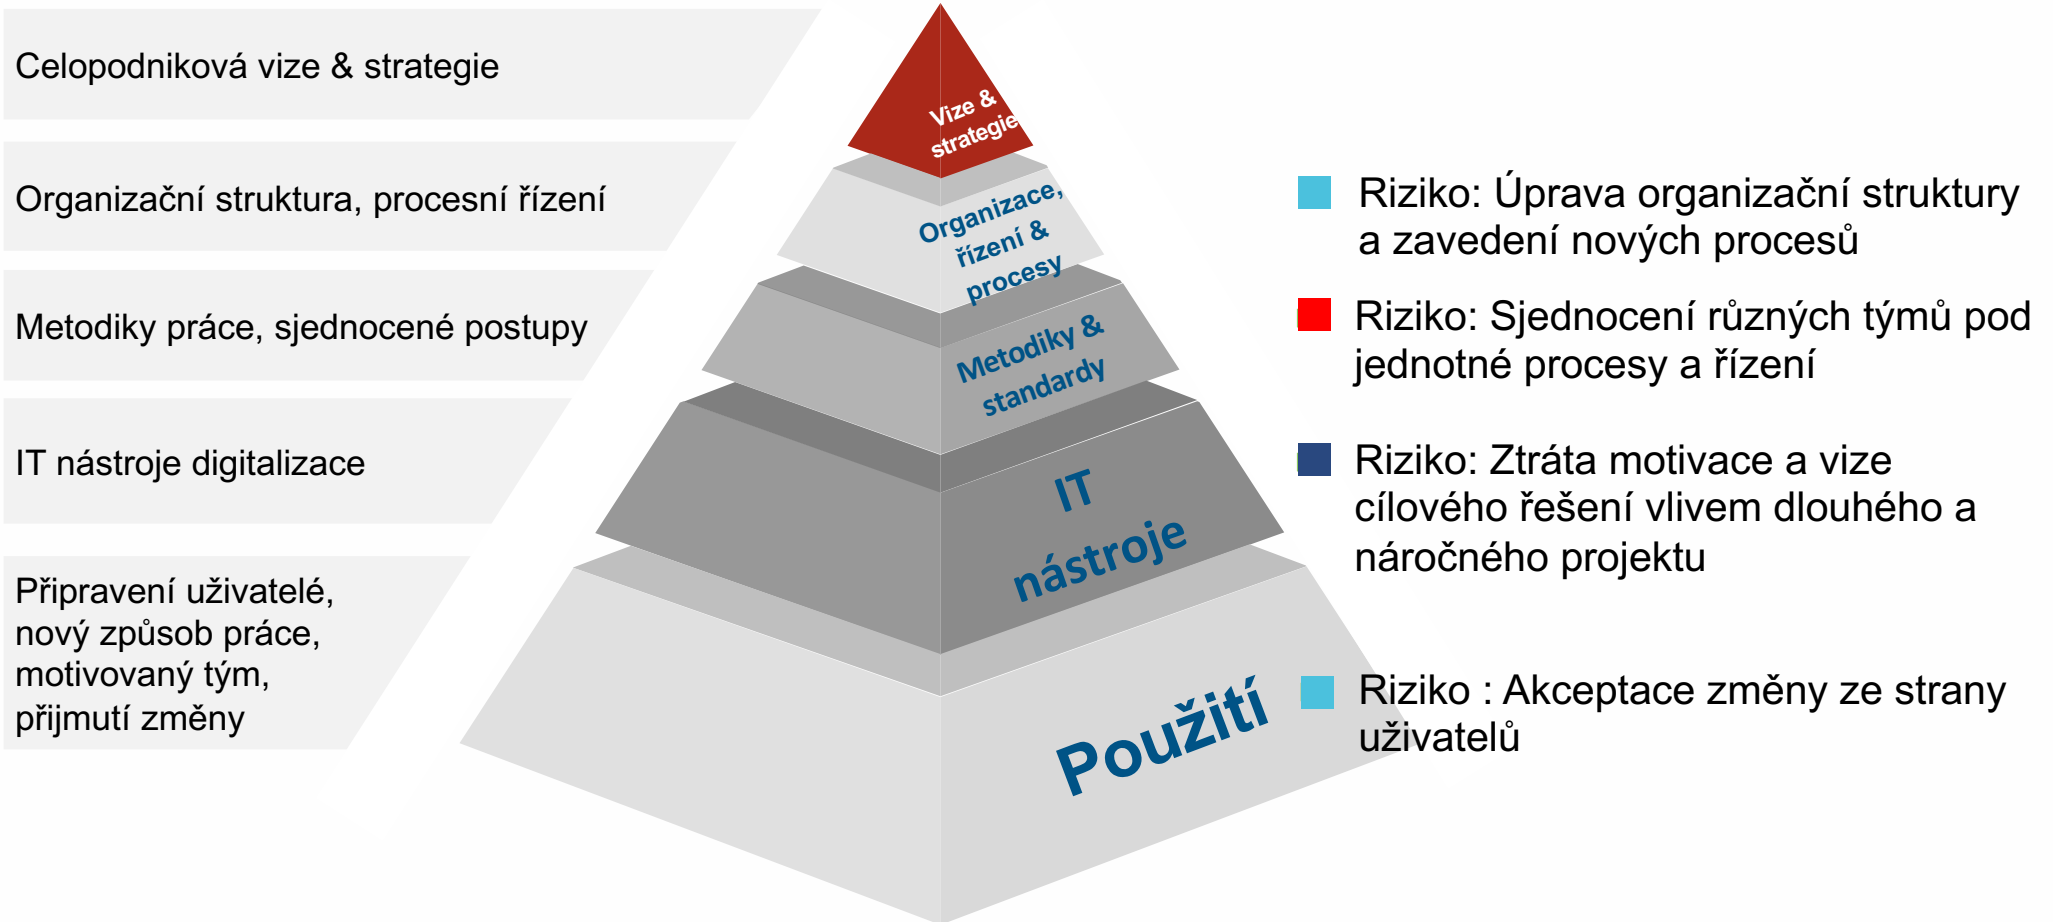 Celopodniková vize & strategie
Organizační struktura, procesní řízení
Metodiky práce, sjednocené postupy
IT nástroje digitalizace
Připravení uživatelé,
nový způsob práce,
motivovaný tým,
přijmutí změny
Vize &
strategie
Organizace,
řízení &
procesy
Metodiky &
standardy
IT
nástroje
Použití
Riziko: Úprava organizační struktury
a zavedení nových procesů
Riziko: Sjednocení různých týmů pod
jednotné procesy a řízení
Riziko: Ztráta motivace a vize
cílového řešení vlivem dlouhého a
náročného projektu
Riziko : Akceptace změny ze strany
uživatelů